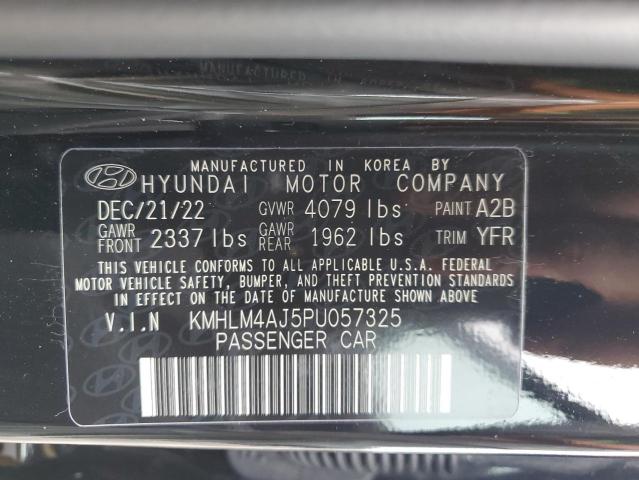 MANUFACTURED IN KOREA BY
HYUNDAI MOTOR COMPANY
DEC/21/22 GVWR 4079 lbs PAINT A2B
GAWR FRONT 2337 lbs GAWR REAR 1962 lbs TRIM YFR
THIS VEHICLE CONFORMS TO ALL APPLICABLE U.S.A. FEDERAL
MOTOR VEHICLE SAFETY, BUMPER, AND THEFT PREVENTION STANDARDS
IN EFFECT ON THE DATE OF MANUFACTURE SHOWN ABOVE.
V.I.N KMHLM4AJ5PU057325
PASSENGER CAR